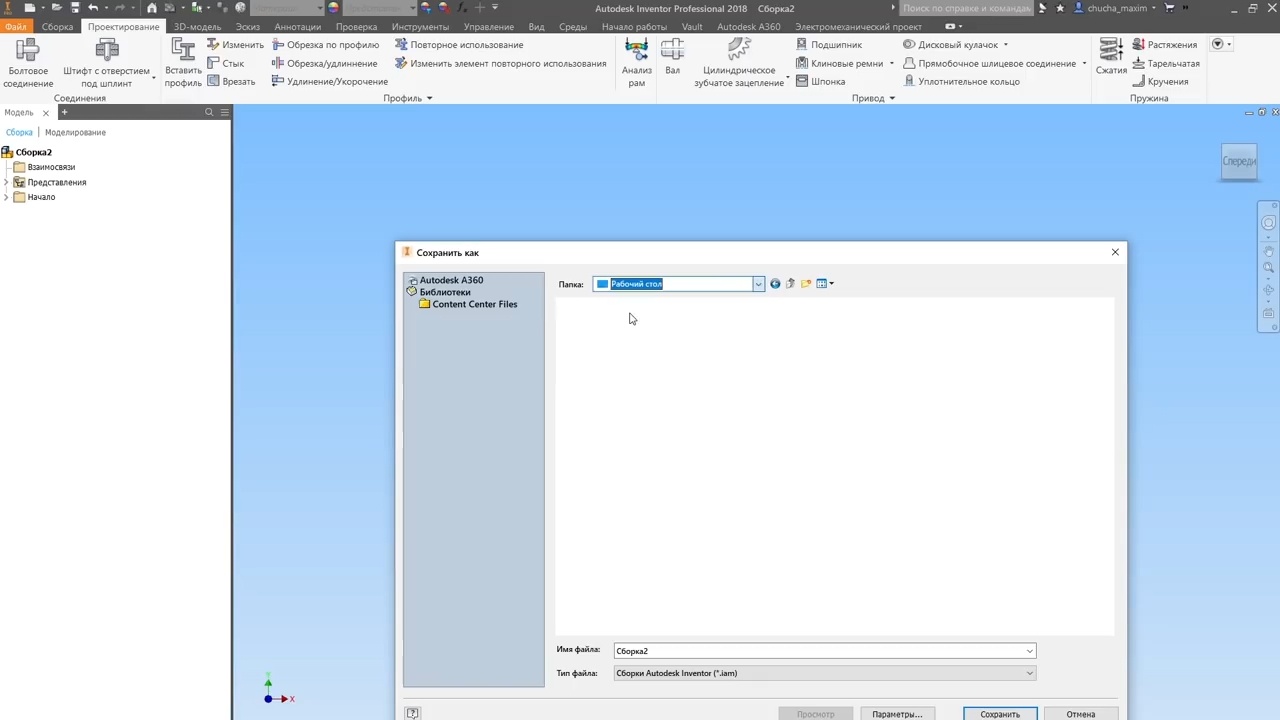 Autodesk Inventor Professional 2018 Сборка2
Поиск по справке и командам
chucha_maxim
Файл Сборка Проектирование 3D-модель Эскиз Аннотации Проверка Инструменты Управление Вид Среды Начало работы Vault Autodesk A360 Электромеханический проект
Болтовое соединение
Штифт с отверстием под шплинт
Соединения
Вставить профиль
Изменить
Стык
Врезать
Обрезка по профилю
Обрезка/удлиннение
Удлинение/Укорочение
Повторное использование
Изменить элемент повторного использования
Профиль
Анализ рам
Вал
Цилиндрическое зубчатое зацепление
Подшипник
Клиновые ремни
Шпонка
Дисковый кулачок
Прямобочное шлицевое соединение
Уплотнительное кольцо
Привод
Сжатия
Растяжения
Тарельчатая
Кручения
Пружина
Модель
Сборка Моделирование
Сборка2
Взаимосвязи
Представления
Начало
Спереди
Сохранить как
Autodesk A360
Библиотеки
Content Center Files
Папка: Рабочий стол
Имя файла: Сборка2
Тип файла: Сборки Autodesk Inventor (*.iam)
Просмотр Параметры... Сохранить Отмена
X